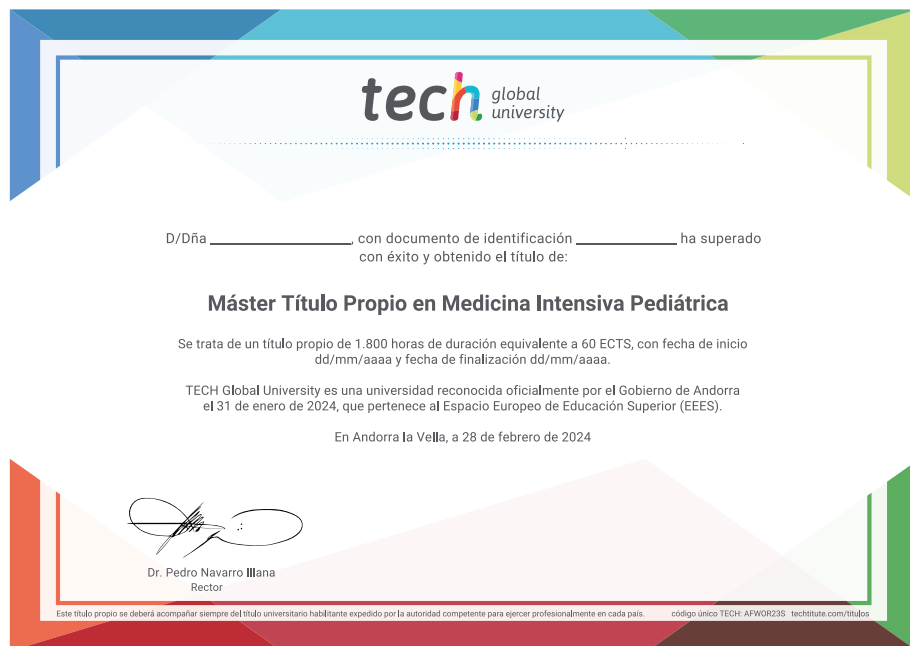 tech global university
D/Dña ______________, con documento de identificación __________ ha superado
con éxito y obtenido el título de:
Máster Título Propio en Medicina Intensiva Pediátrica
Se trata de un título propio de 1.800 horas de duración equivalente a 60 ECTS, con fecha de inicio
dd/mm/aaaa y fecha de finalización dd/mm/aaaa.
TECH Global University es una universidad reconocida oficialmente por el Gobierno de Andorra
el 31 de enero de 2024, que pertenece al Espacio Europeo de Educación Superior (EEES).
En Andorra la Vella, a 28 de febrero de 2024
Dr. Pedro Navarro Illana
Rector
Este título propio se deberá acompañar siempre del título universitario habilitante expedido por la autoridad competente para ejercer profesionalmente en cada país. código único TECH: AFWOR23S techtitute.com/titulos